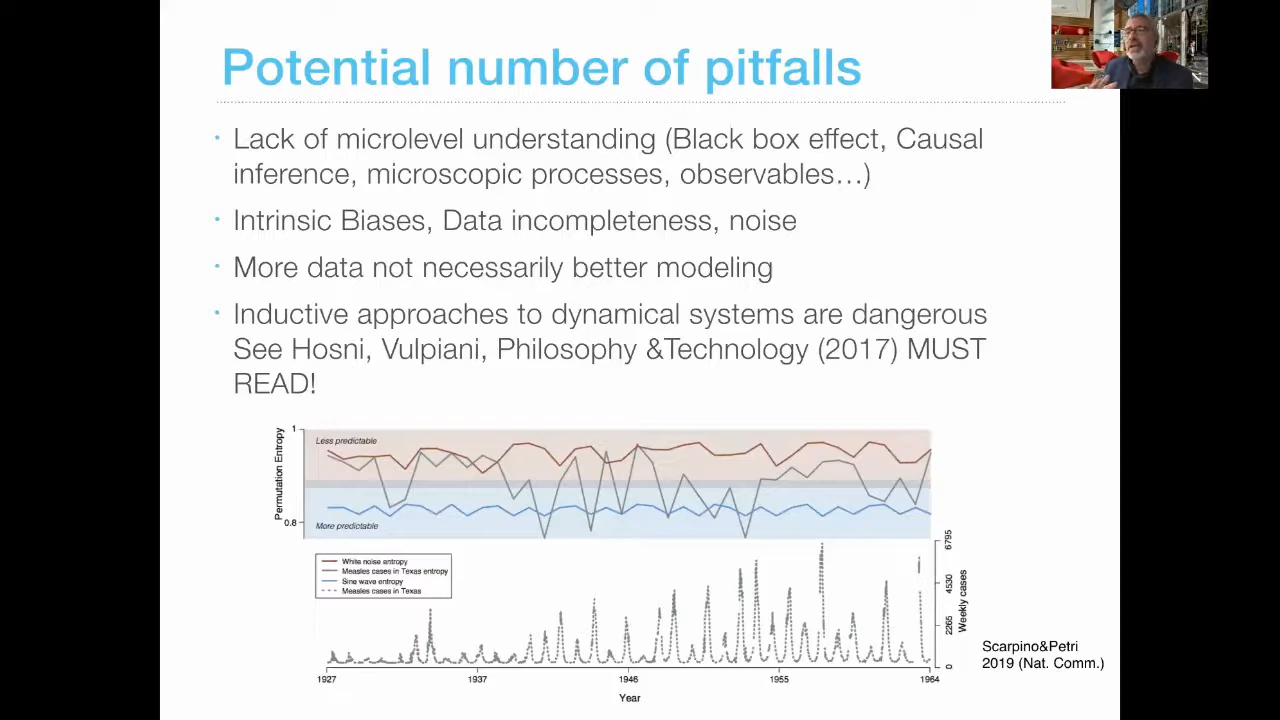 Potential number of pitfalls
• Lack of microlevel understanding (Black box effect, Causal
inference, microscopic processes, observables…)
• Intrinsic Biases, Data incompleteness, noise
• More data not necessarily better modeling
• Inductive approaches to dynamical systems are dangerous
See Hosni, Vulpiani, Philosophy &Technology (2017) MUST
READ!
Permutation Entropy
1
0.8
Less predictable
More predictable
White noise entropy
Measles cases in Texas entropy
Sine wave entropy
Measles cases in Texas
6795
4530
2265
0
Weekly cases
1927
1937
1946
1955
1964
Year
Scarpino&Petri
2019 (Nat. Comm.)